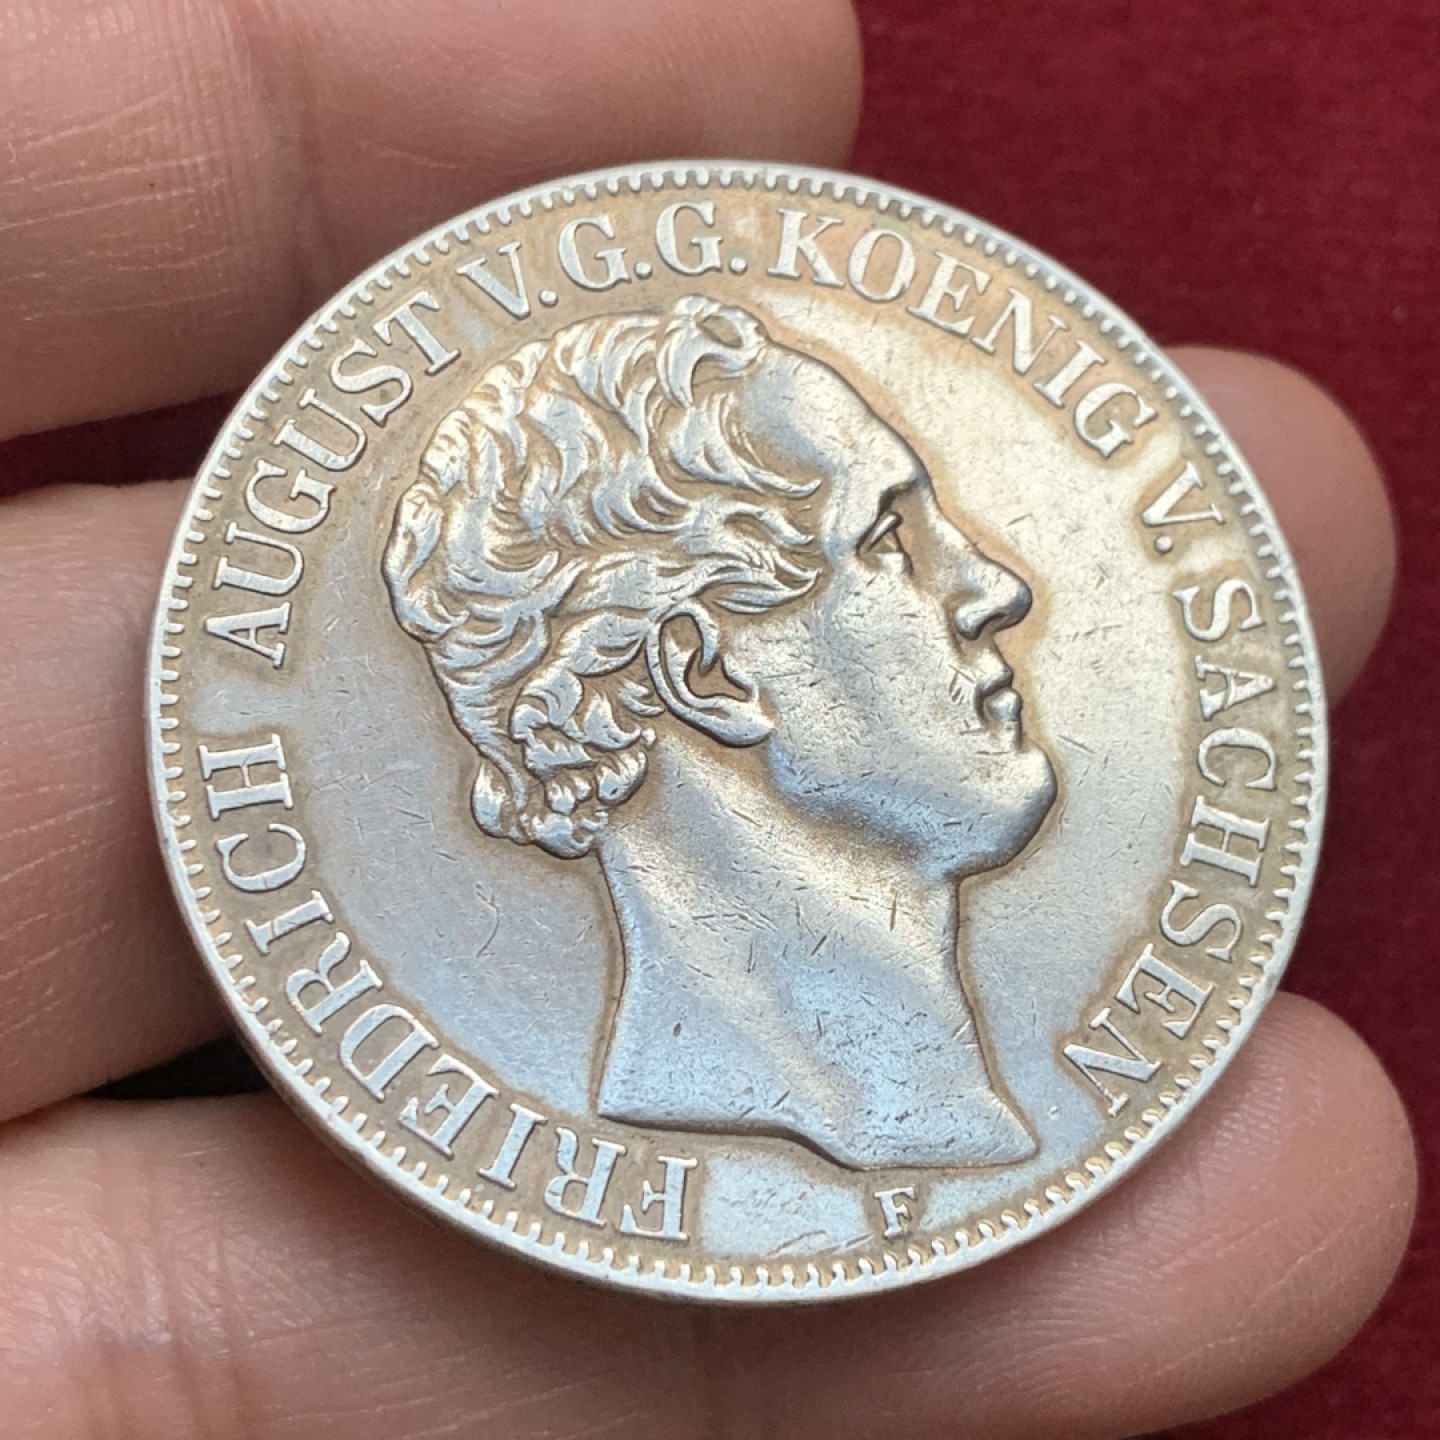 FRIEDRICH AUGUST V.G.G. KOENIG V. SACHSEN
F